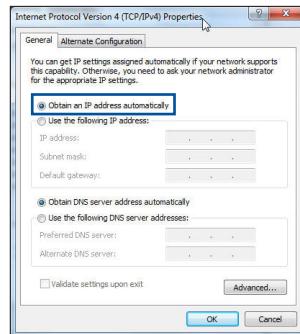 Internet Protocol Version 4 (TCP/IPv4) Properties
General
Alternate Configuration
You can get IP settings assigned automatically if your network supports
this capability. Otherwise, you need to ask your network administrator
for the appropriate IP settings.
Obtain an IP address automatically
Use the following IP address:
IP address:
Subnet mask:
Default gateway:
Obtain DNS server address automatically
Use the following DNS server addresses:
Preferred DNS server:
Alternate DNS server:
Validate settings upon exit
Advanced...
OK
Cancel